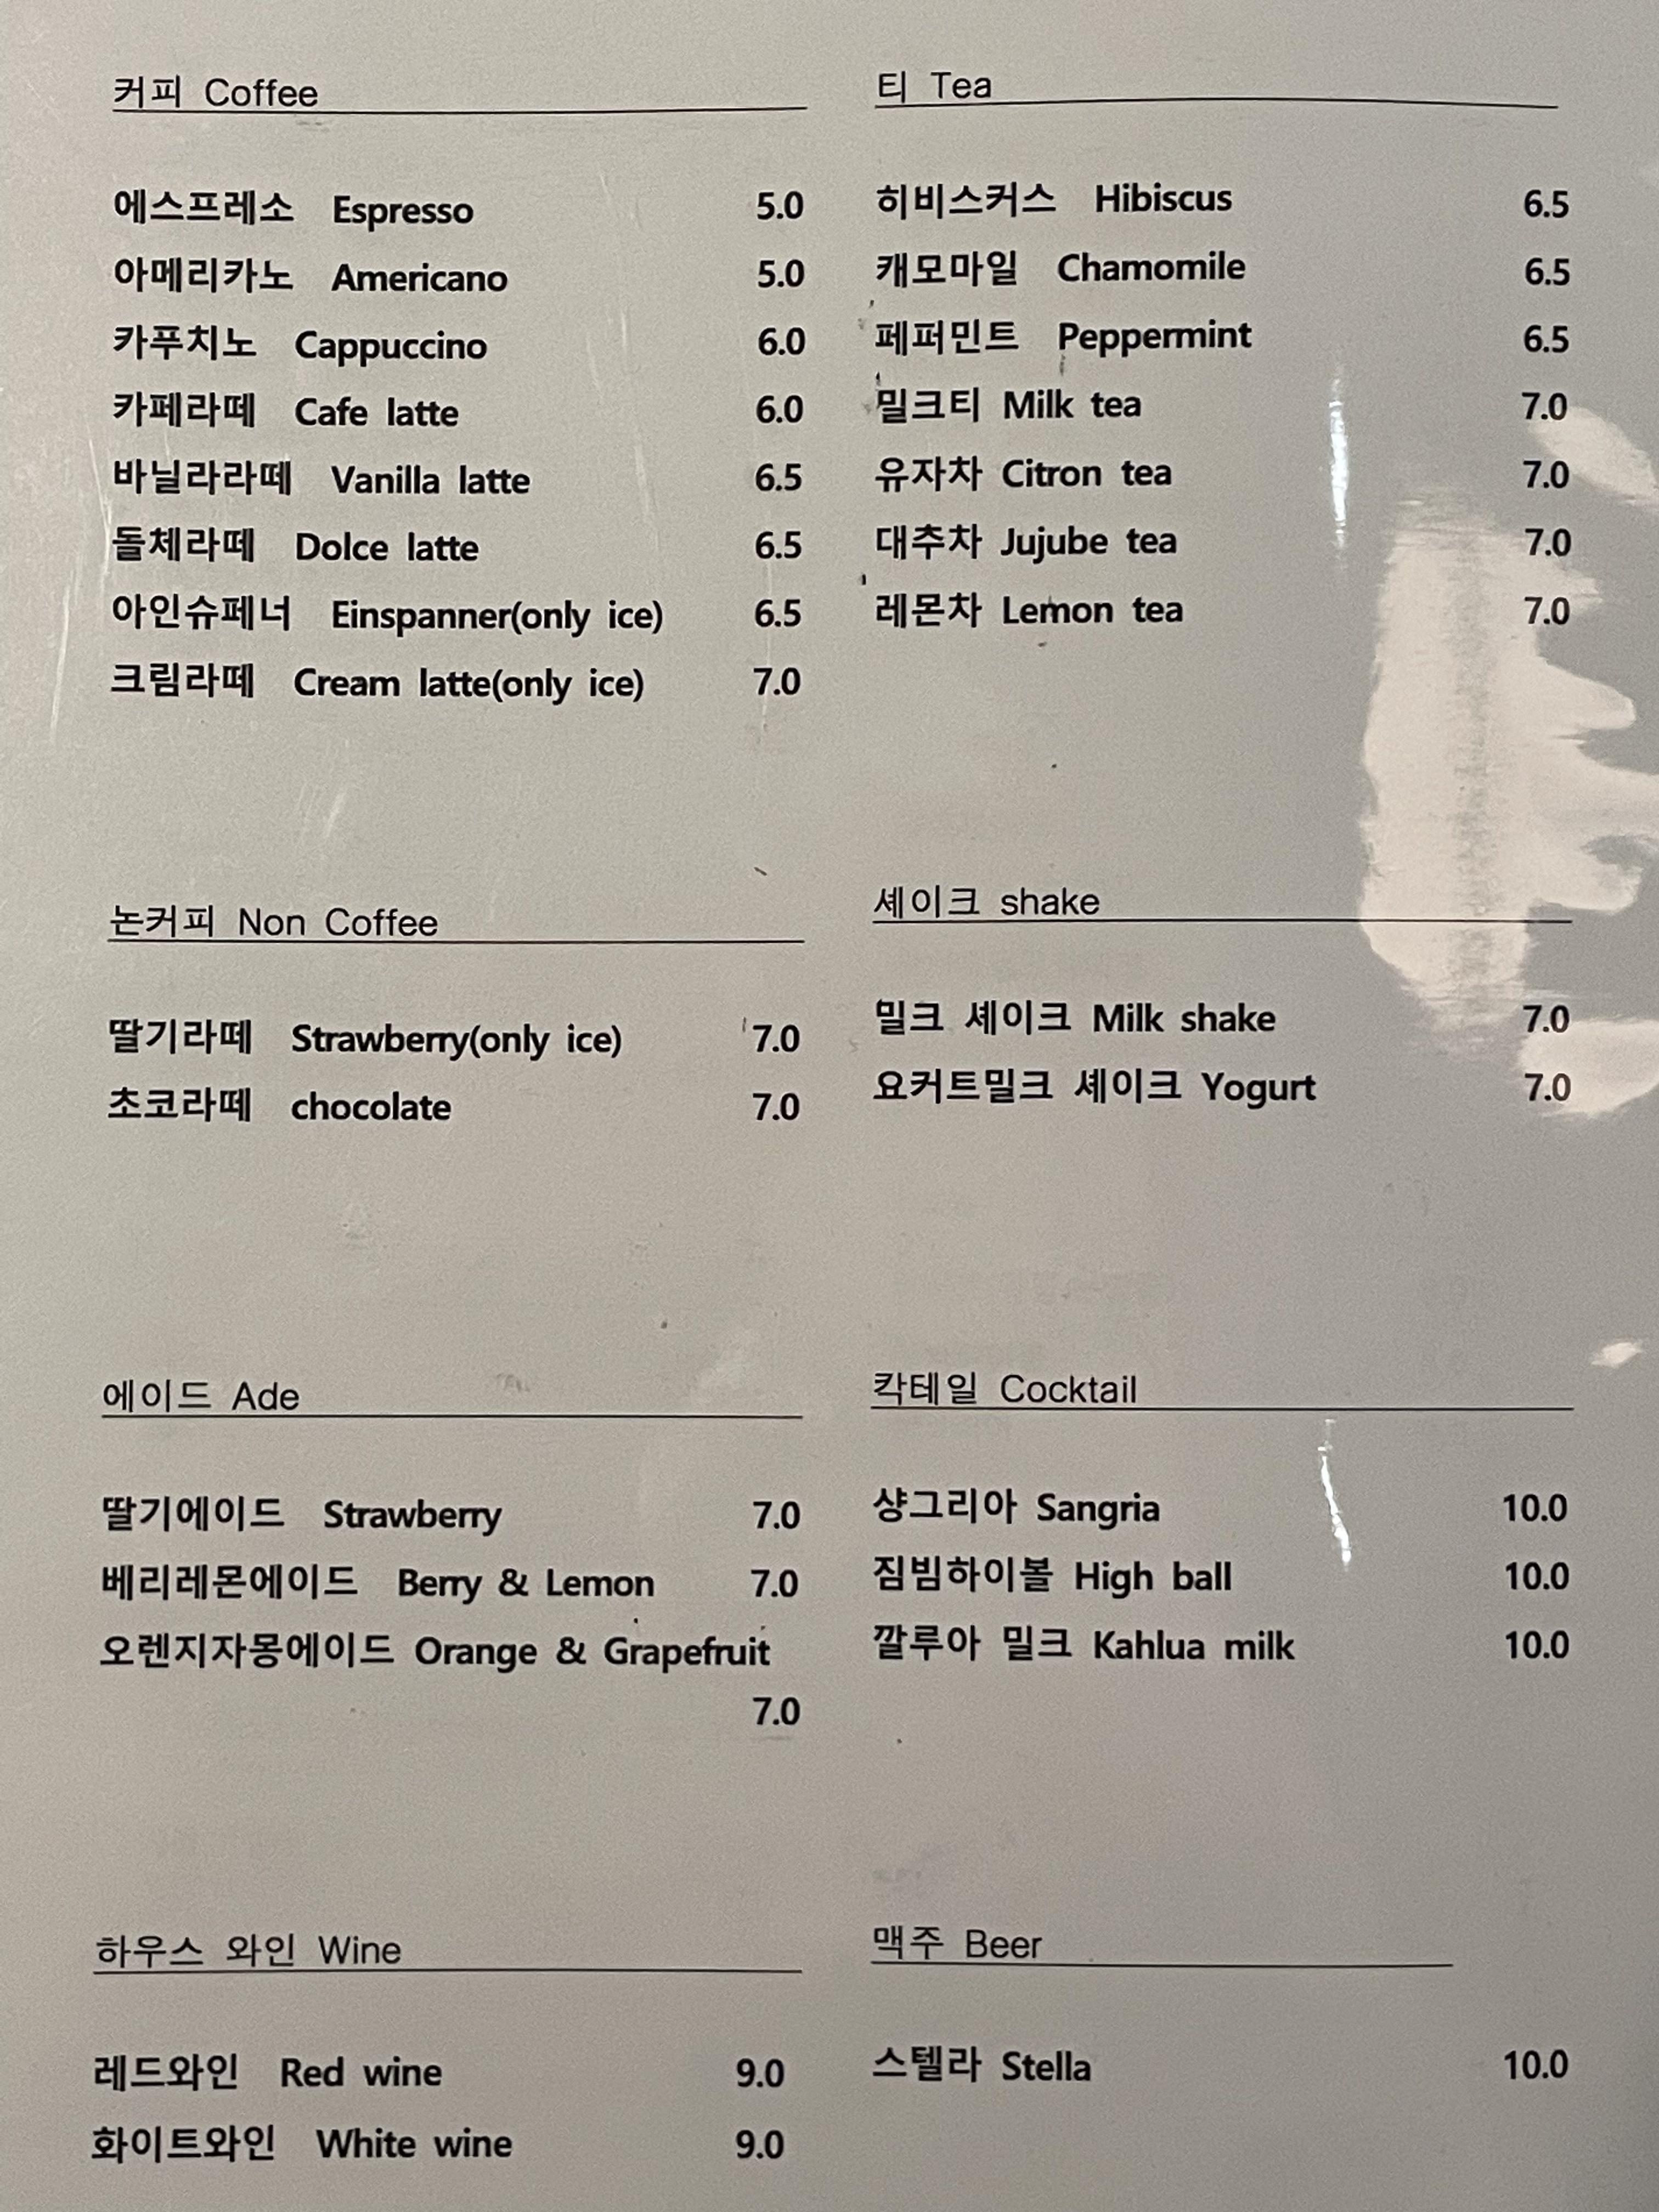 커피 Coffee
에스프레소 Espresso 5.0
아메리카노 Americano 5.0
카푸치노 Cappuccino 6.0
카페라떼 Cafe latte 6.0
바닐라라떼 Vanilla latte 6.5
돌체라떼 Dolce latte 6.5
아인슈페너 Einspanner(only ice) 6.5
크림라떼 Cream latte(only ice) 7.0
티 Tea
히비스커스 Hibiscus 6.5
캐모마일 Chamomile 6.5
페퍼민트 Peppermint 6.5
밀크티 Milk tea 7.0
유자차 Citron tea 7.0
대추차 Jujube tea 7.0
레몬차 Lemon tea 7.0
논커피 Non Coffee
딸기라떼 Strawberry(only ice) 7.0
초코라떼 chocolate 7.0
셰이크 shake
밀크 셰이크 Milk shake 7.0
요커트밀크 셰이크 Yogurt 7.0
에이드 Ade
딸기에이드 Strawberry 7.0
베리레몬에이드 Berry & Lemon 7.0
오렌지자몽에이드 Orange & Grapefruit
7.0
칵테일 Cocktail
샹그리아 Sangria 10.0
짐빔하이볼 High ball 10.0
깔루아 밀크 Kahlua milk 10.0
하우스 와인 Wine
레드와인 Red wine 9.0
화이트와인 White wine 9.0
맥주 Beer
스텔라 Stella 10.0